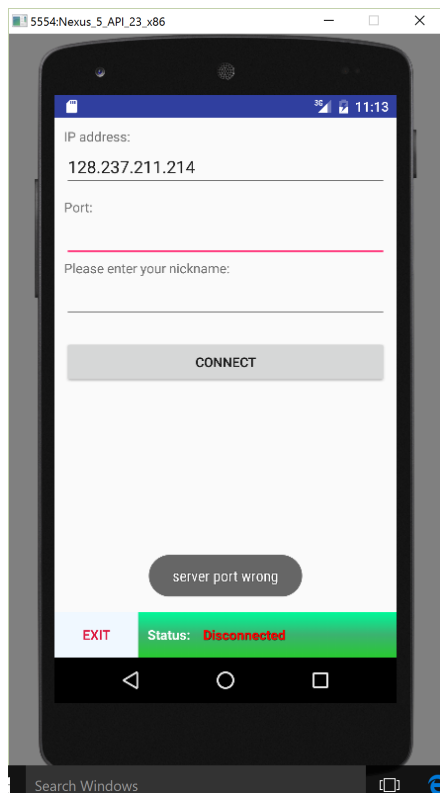 5554:Nexus_5_API_23_x86
3G 11:13
IP address:
128.237.211.214
Port:
Please enter your nickname:
CONNECT
server port wrong
EXIT Status: Disconnected
Search Windows